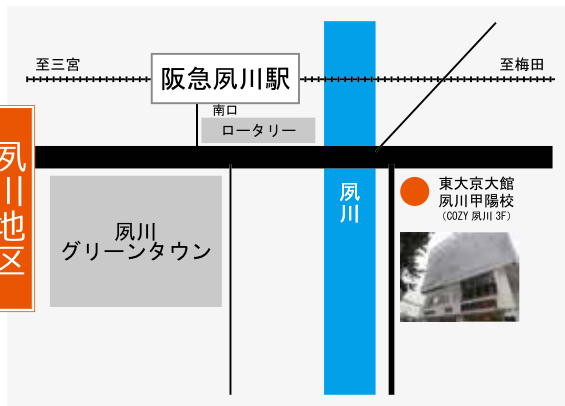 至三宮
至梅田
阪急夙川駅
南口
ロータリー
夙川地区
夙川
東大京大館
夙川甲陽校
（COZY 夙川 3F）
夙川
グリーンタウン